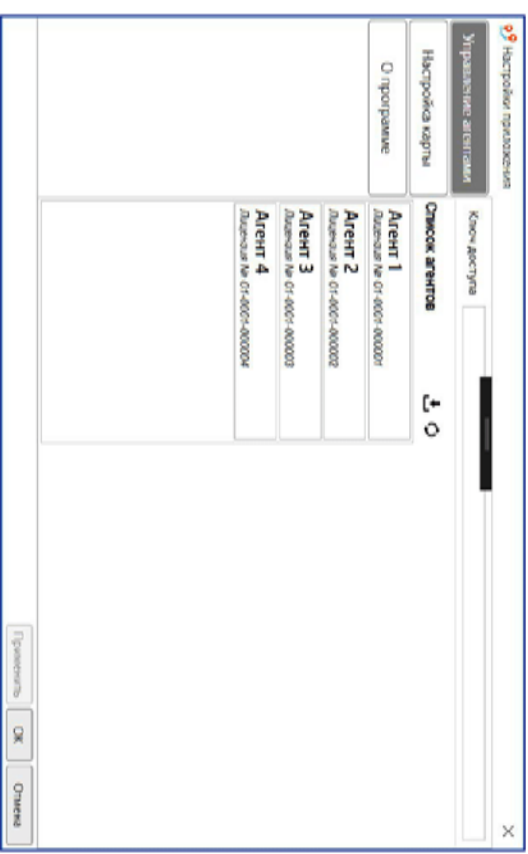 Настройки приложения
Управление агентами
Настройка карты
О программе
Ключ доступа
Список агентов
Агент 1
Лицензия № 01-0001-000001
Агент 2
Лицензия № 01-0001-000002
Агент 3
Лицензия № 01-0001-000003
Агент 4
Лицензия № 01-0001-000004
Применить
ОК
Отмена